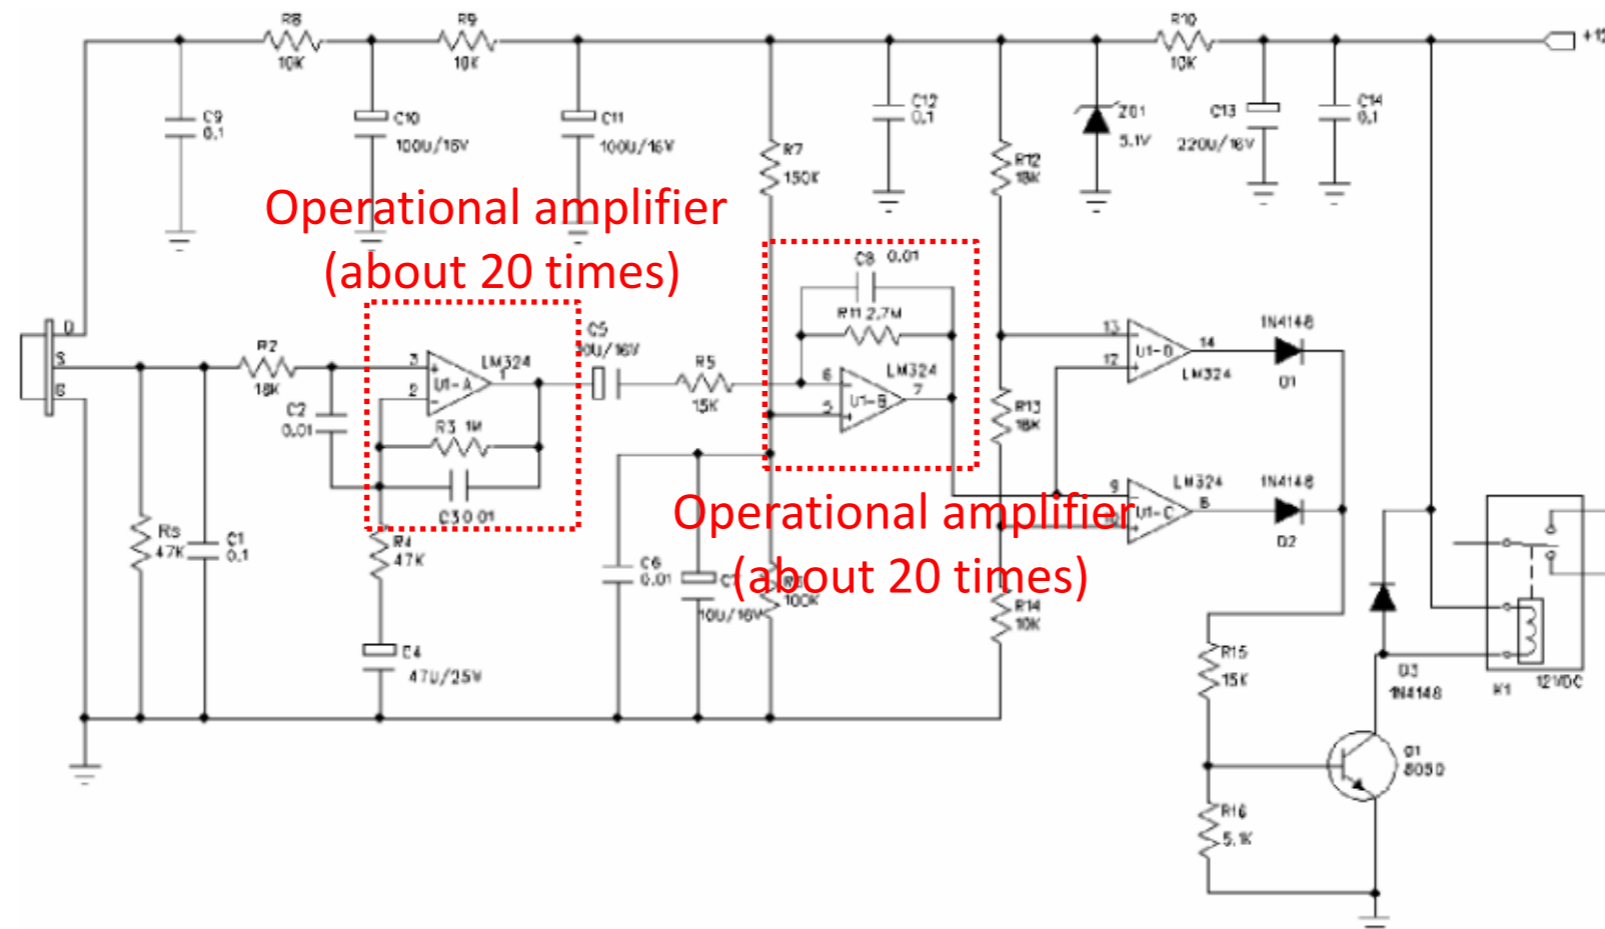 R8
10K
R9
10K
R10
10K
+12
C9
0.1
C10
100U/16V
C11
100U/16V
R7
150K
C12
0.1
R12
18K
ZD1
5.1V
C13
220U/16V
C14
0.1
Operational amplifier
(about 20 times)
C8 0.01
R11 2.7M
D
S
G
R2
18K
3
2
1
LM324
U1-A
R3 1M
C3 0.01
C2
0.01
C5
10U/16V
R5
15K
6
5
7
LM324
U1-B
13
12
14
U1-D
LM324
1N4148
D1
R13
18K
Rs
47K
C1
0.1
R4
47K
C4
47U/25V
C6
0.01
C7
10U/16V
100K
Operational amplifier
(about 20 times)
9
10
8
U1-C
LM324
1N4148
D2
R14
10K
R15
15K
D3
1N4148
K1
12VDC
Q1
8050
R16
5.1K